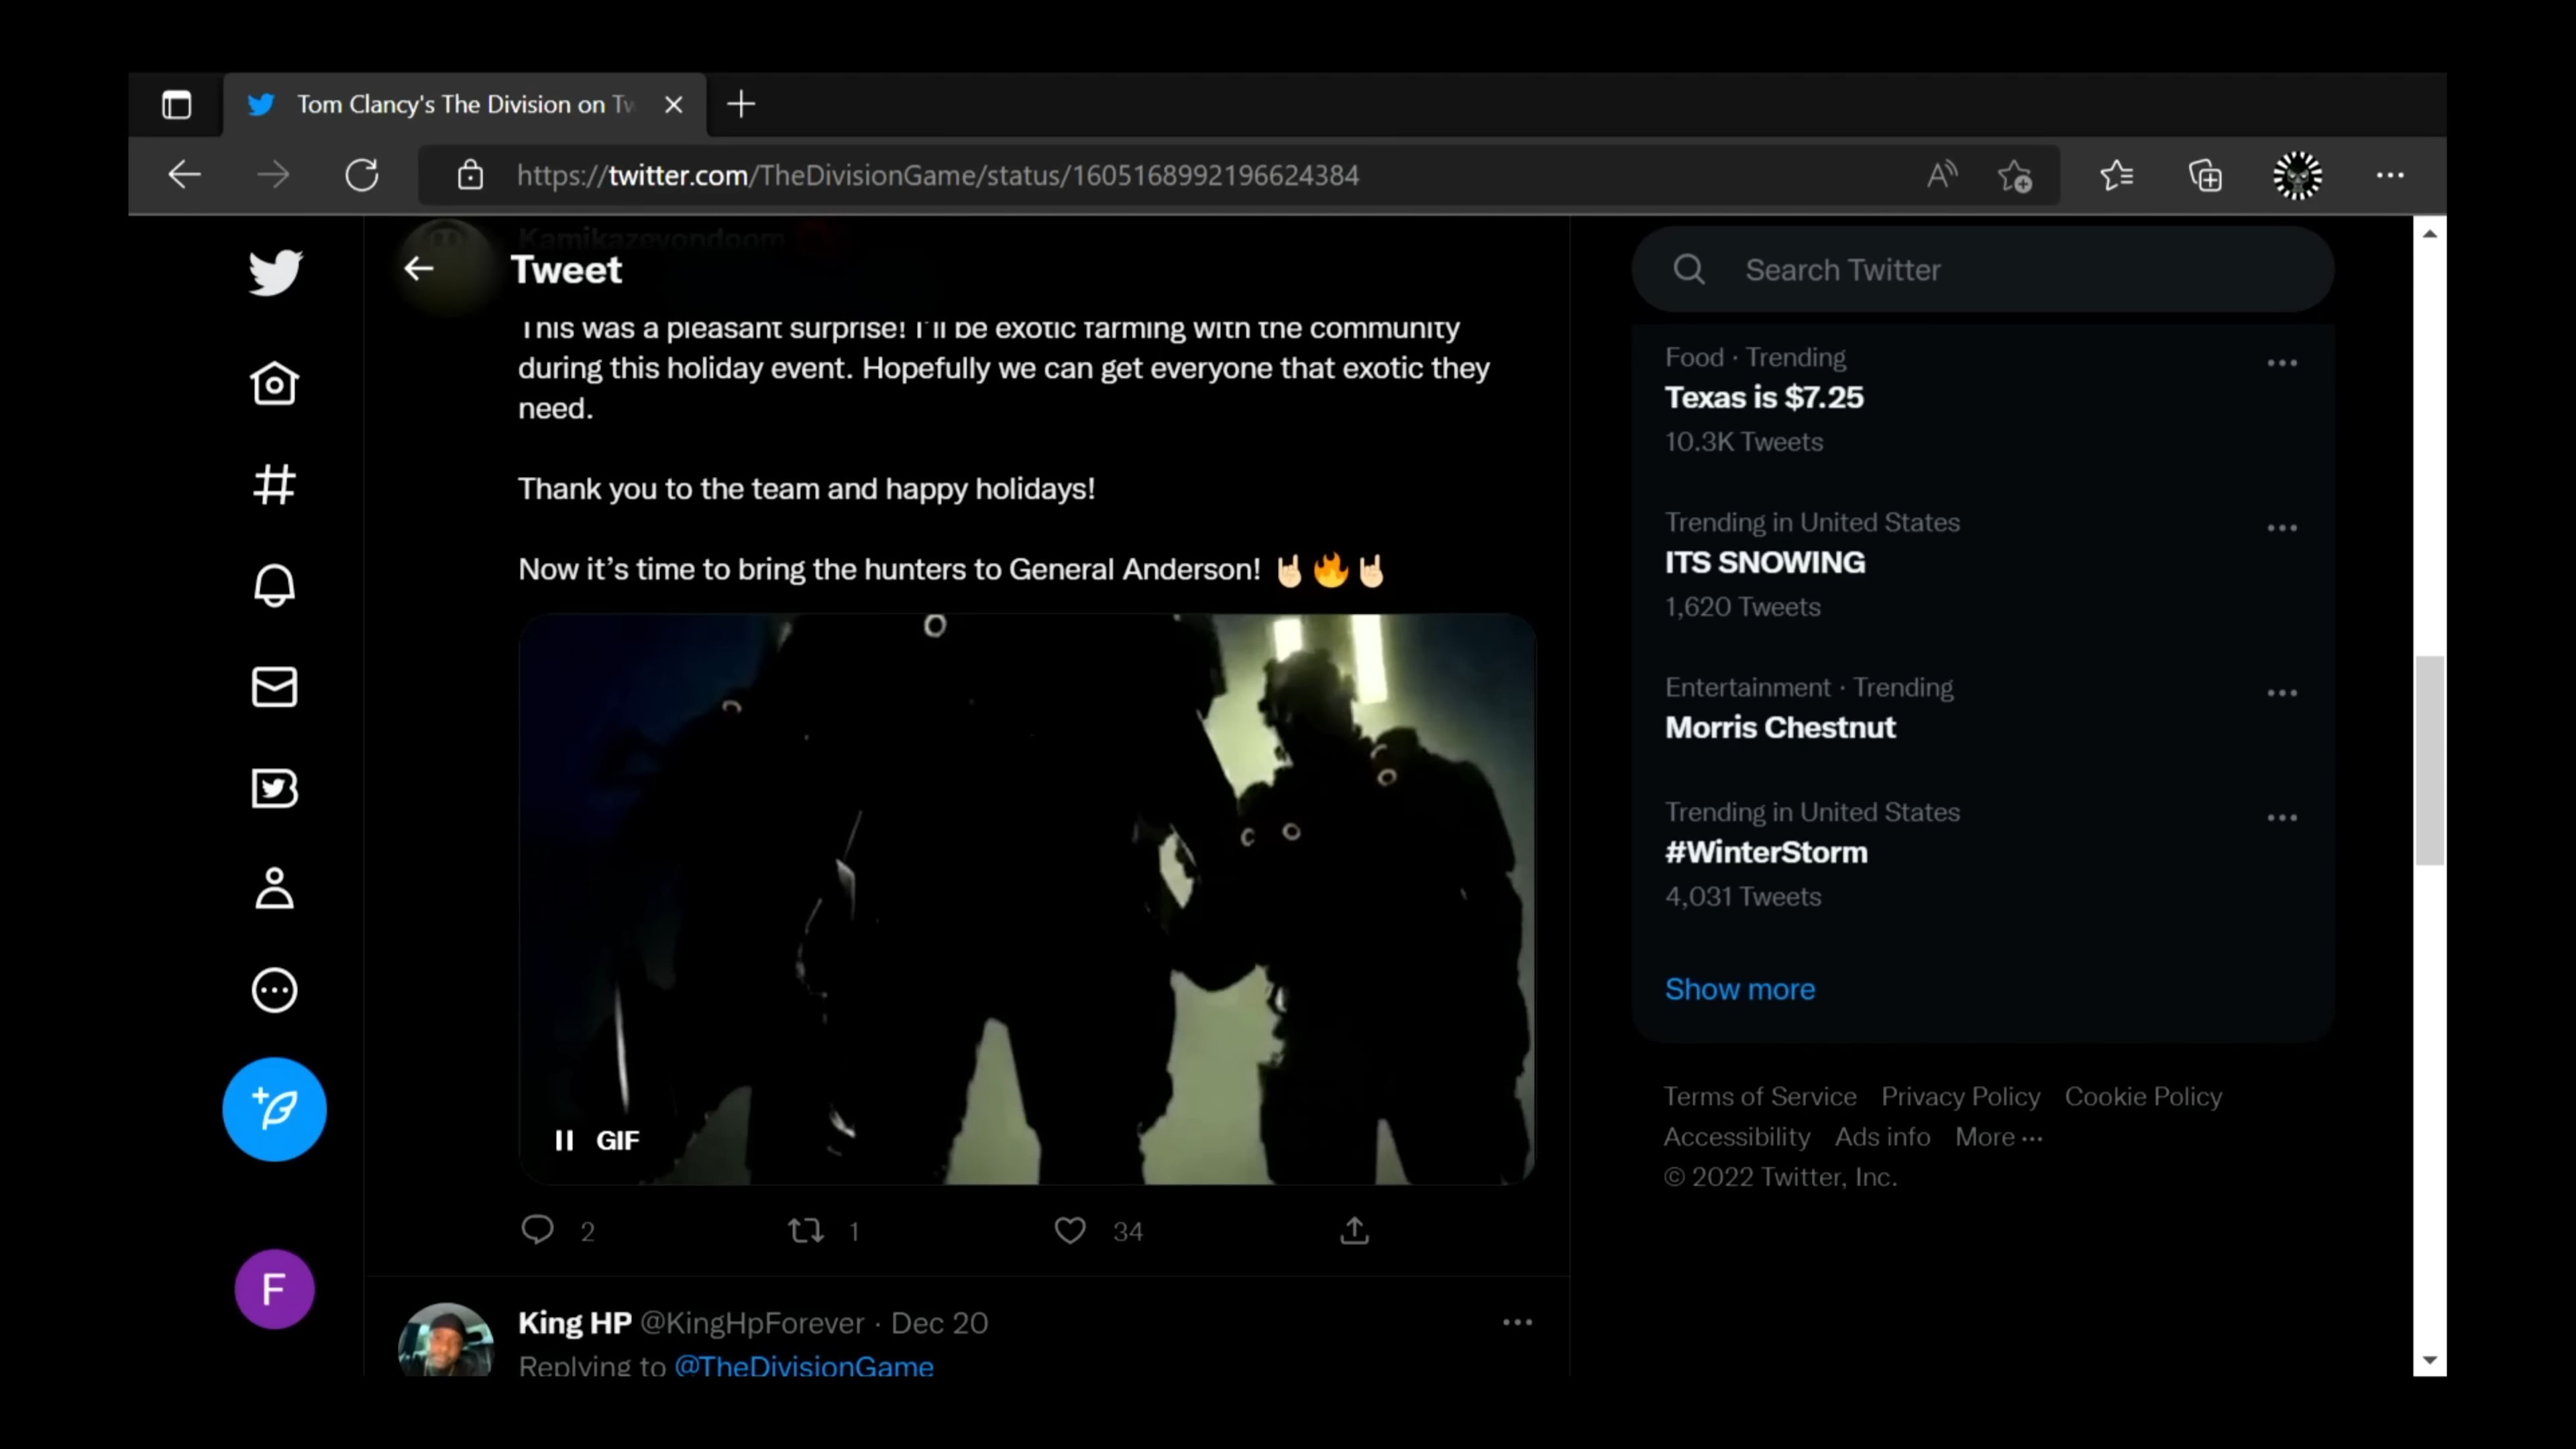 Tom Clancy's The Division on Tw
https://twitter.com/TheDivisionGame/status/1605168992196624384
Kamikazevondoom
Tweet
This was a pleasant surprise! I'll be exotic farming with the community
during this holiday event. Hopefully we can get everyone that exotic they
need.
Thank you to the team and happy holidays!
Now it’s time to bring the hunters to General Anderson! 🤘🏻🔥🤘🏻
GIF
2
1
34
King HP @KingHpForever · Dec 20
Replying to @TheDivisionGame
F
Search Twitter
Food · Trending
Texas is $7.25
10.3K Tweets
Trending in United States
ITS SNOWING
1,620 Tweets
Entertainment · Trending
Morris Chestnut
Trending in United States
#WinterStorm
4,031 Tweets
Show more
Terms of Service Privacy Policy Cookie Policy
Accessibility Ads info More ···
© 2022 Twitter, Inc.